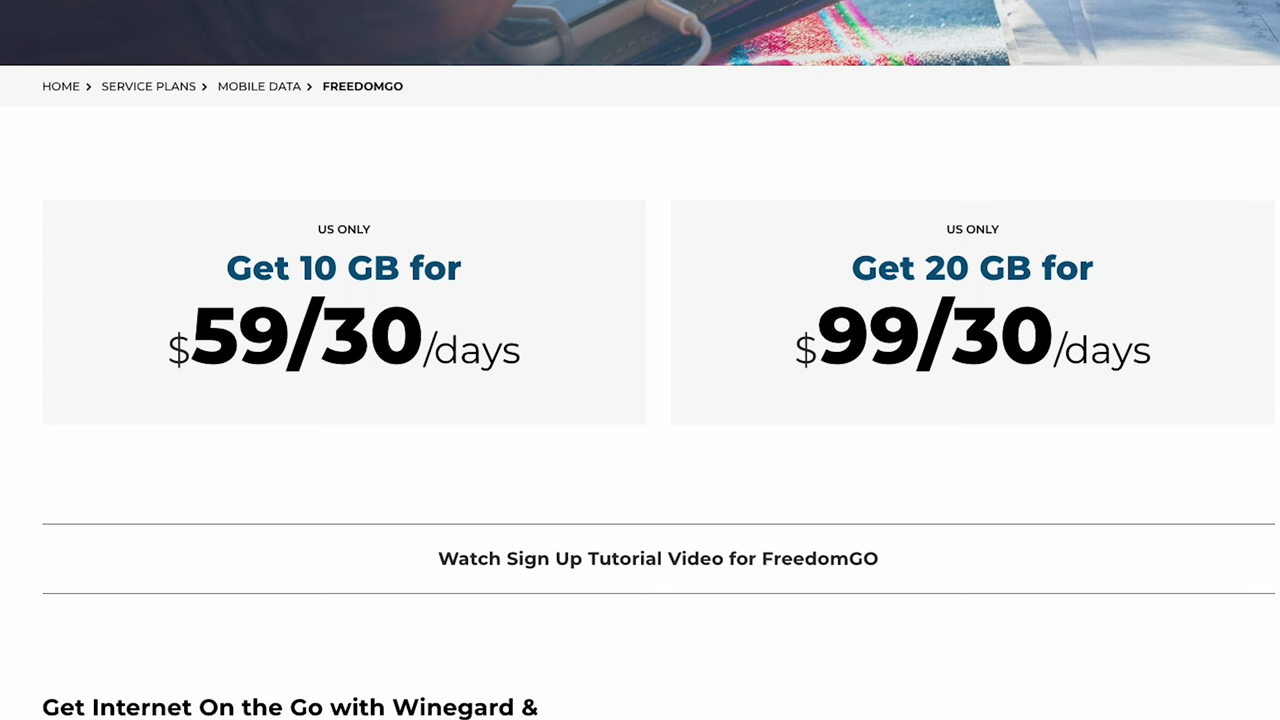 HOME > SERVICE PLANS > MOBILE DATA > FREEDOMGO
US ONLY
Get 10 GB for
$59/30/days
US ONLY
Get 20 GB for
$99/30/days
Watch Sign Up Tutorial Video for FreedomGO
Get Internet On the Go with Winegard &